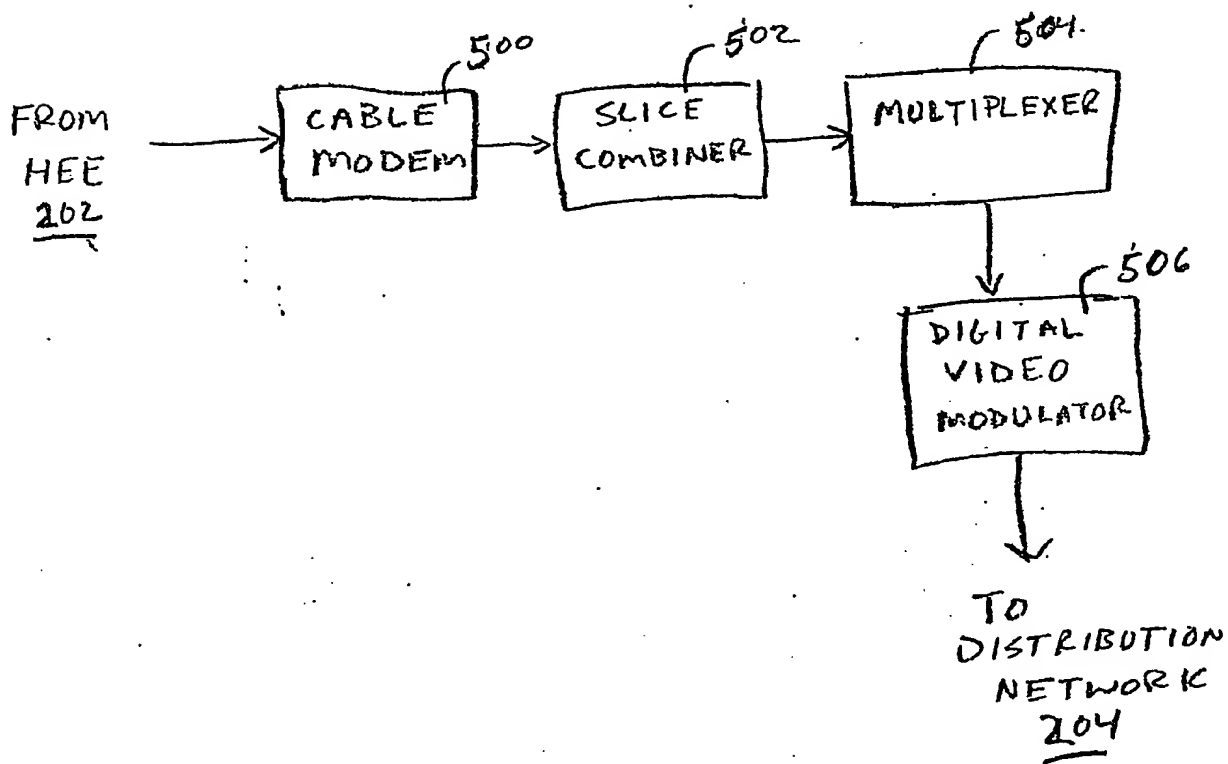 500
502
504.
FROM
HEE
202
CABLE
MODEM
SLICE
COMBINER
MULTIPLEXER
506
DIGITAL
VIDEO
MODULATOR
TO
DISTRIBUTION
NETWORK
204